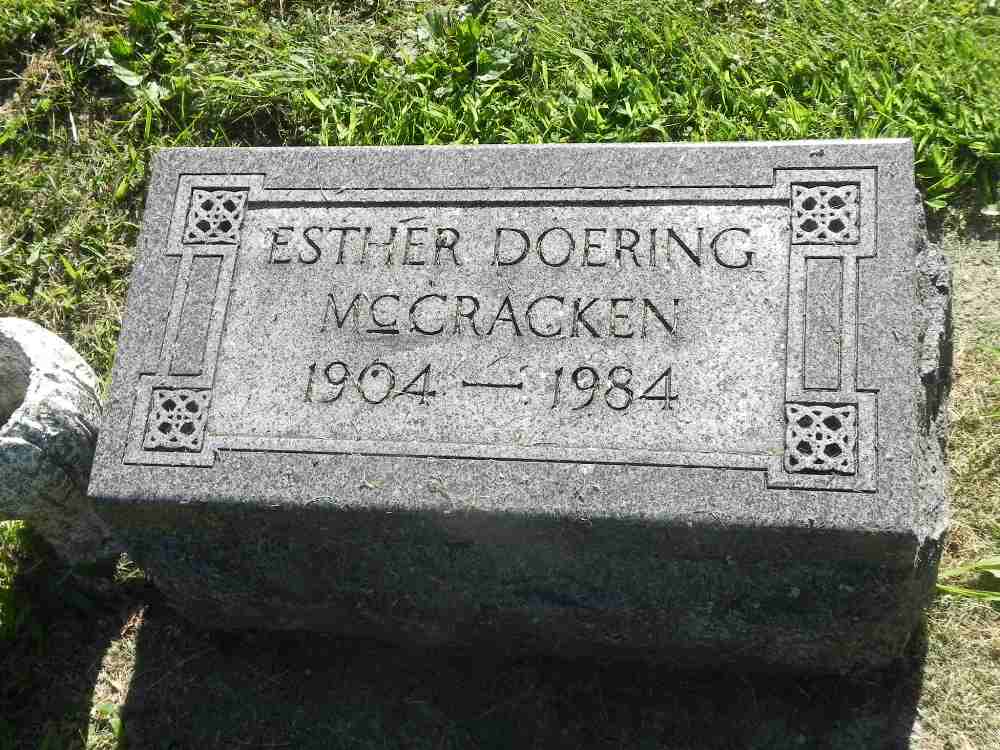 ESTHER DOERING
McCRACKEN
1904 — 1984